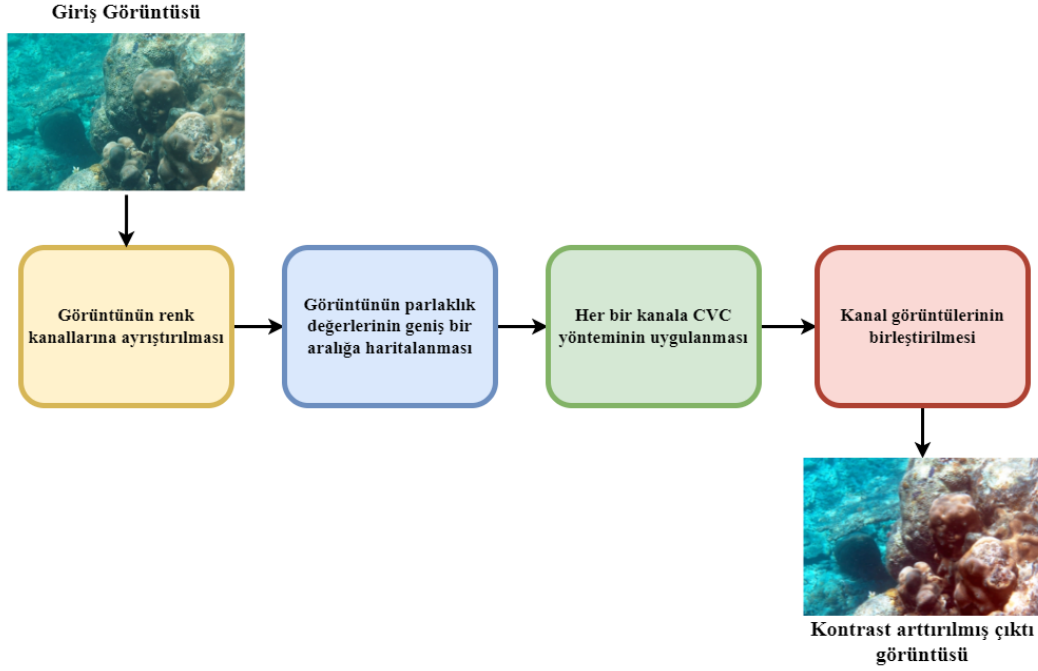 Giriş Görüntüsü
Görüntünün renk
kanallarına ayrıştırılması
Görüntünün parlaklık
değerlerinin geniş bir
aralığa haritalanması
Her bir kanala CVC
yönteminin uygulanması
Kanal görüntülerinin
birleştirilmesi
Kontrast arttırılmış çıktı
görüntüsü